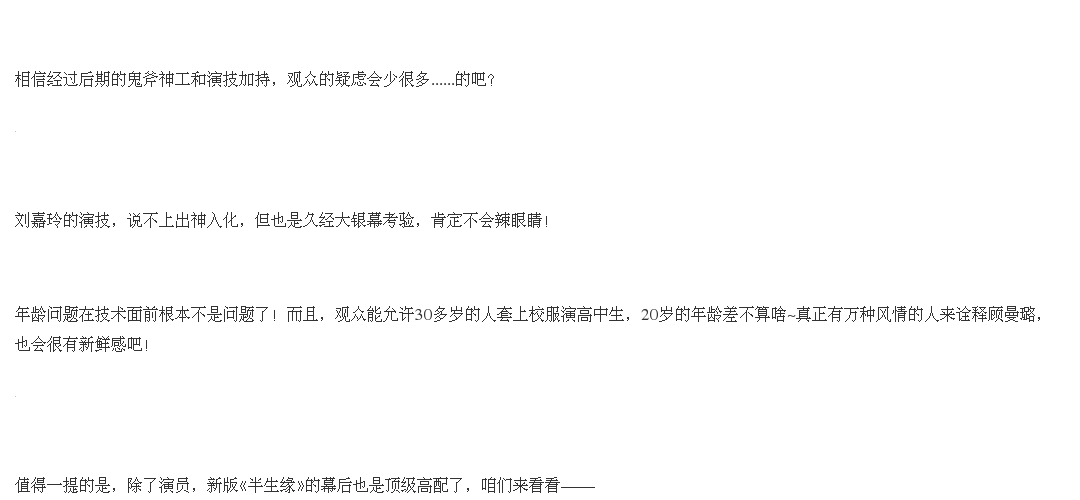 相信经过后期的鬼斧神工和演技加持，观众的疑虑会少很多......的吧？
刘嘉玲的演技，说不上出神入化，但也是久经大银幕考验，肯定不会辣眼睛！
年龄问题在技术面前根本不是问题了！而且，观众能允许30多岁的人套上校服演高中生，20岁的年龄差不算啥~真正有万种风情的人来诠释顾曼璐，
也会很有新鲜感吧！
值得一提的是，除了演员，新版《半生缘》的幕后也是顶级高配了，咱们来看看——